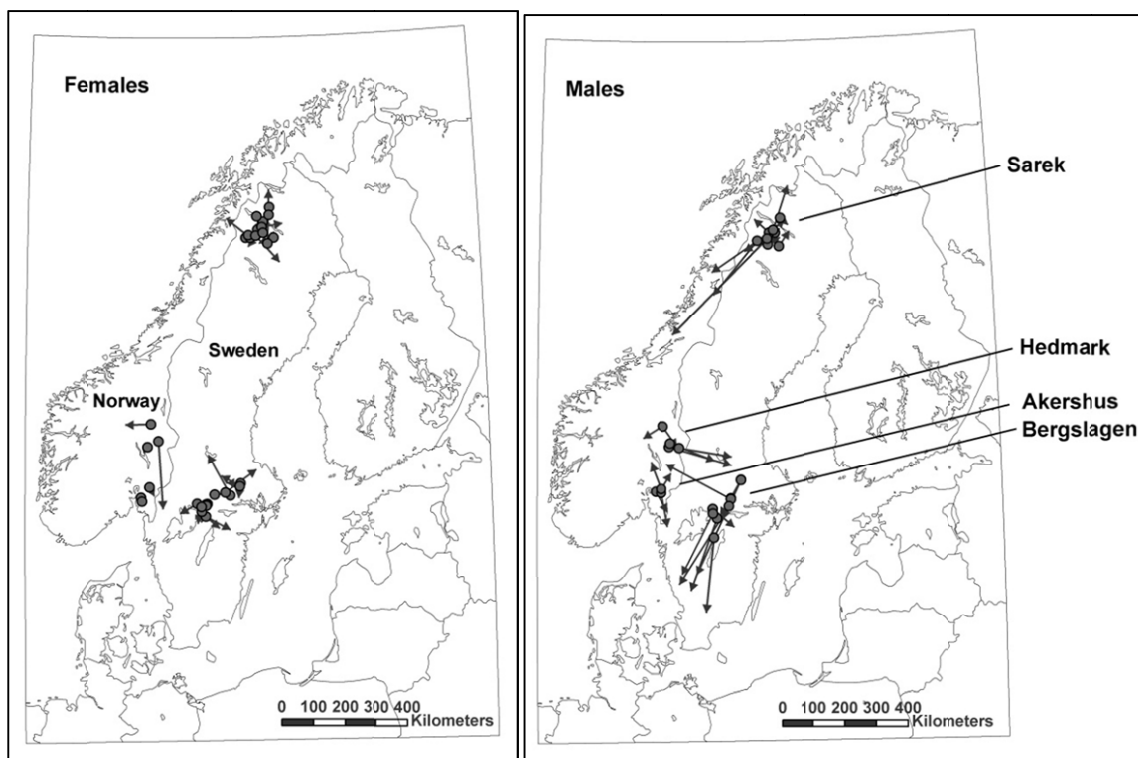 Females
Sweden
Norway
0 100 200 300 400
Kilometers
Males
Sarek
Hedmark
Akershus
Bergslagen
0 100 200 300 400
Kilometers